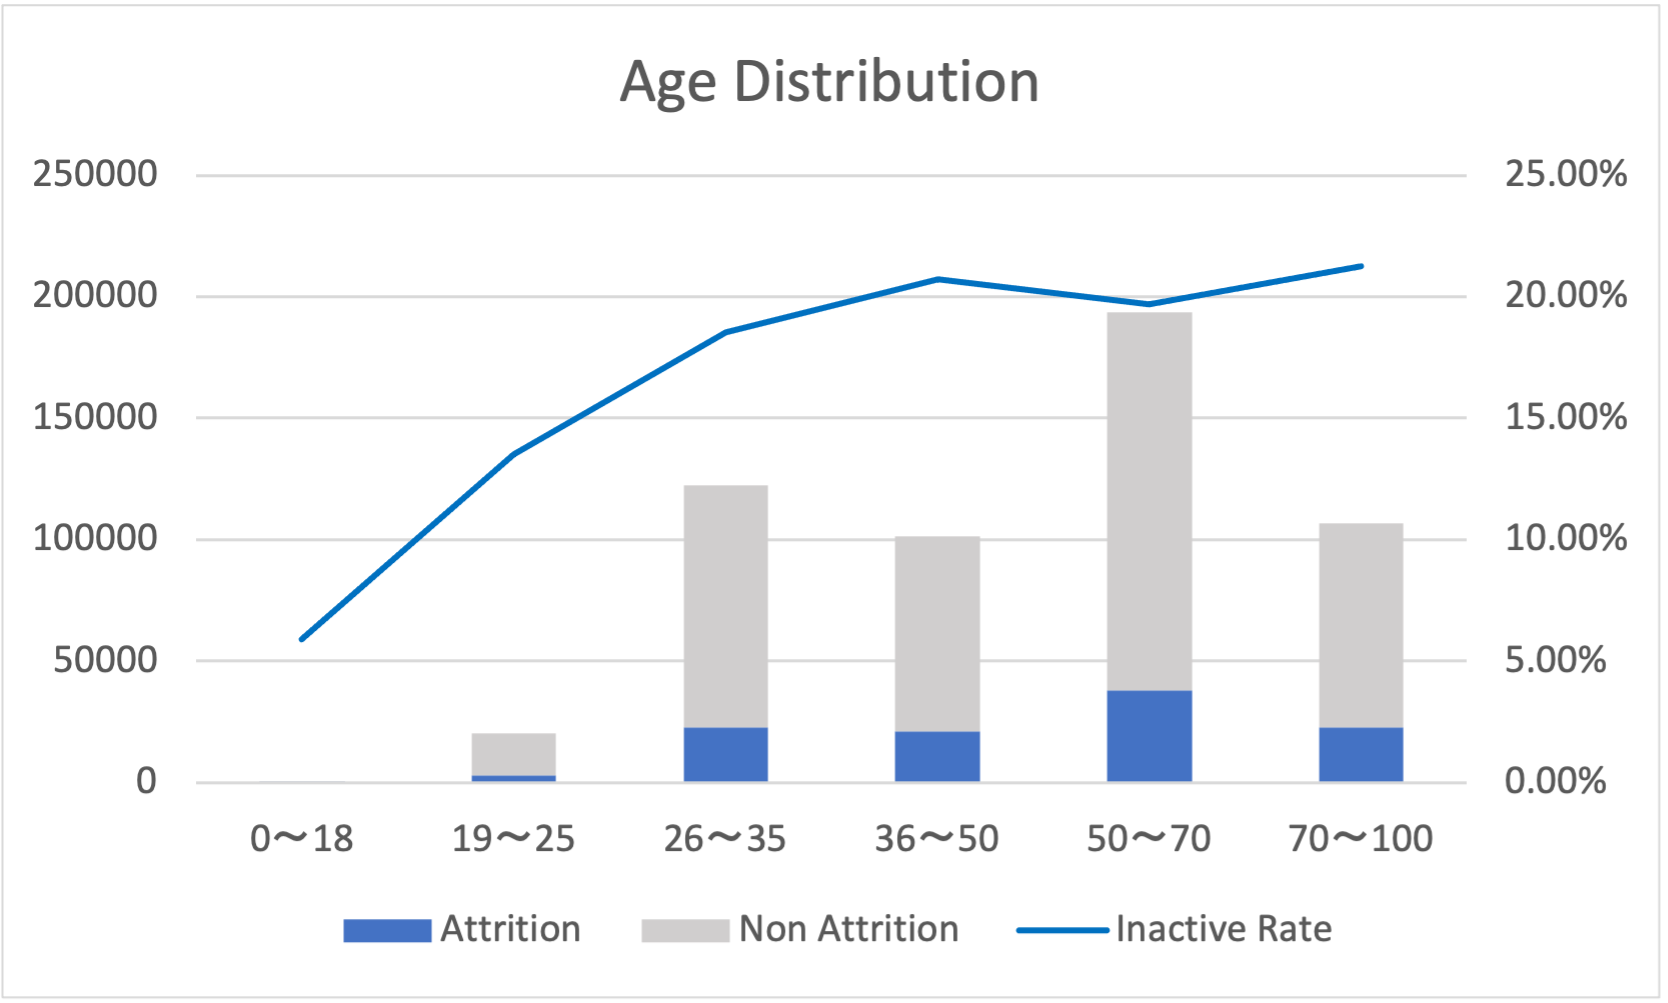 Age Distribution
250000 25.00%
200000 20.00%
150000 15.00%
100000 10.00%
50000 5.00%
0 0.00%
0～18 19～25 26～35 36～50 50～70 70～100
Attrition Non Attrition Inactive Rate